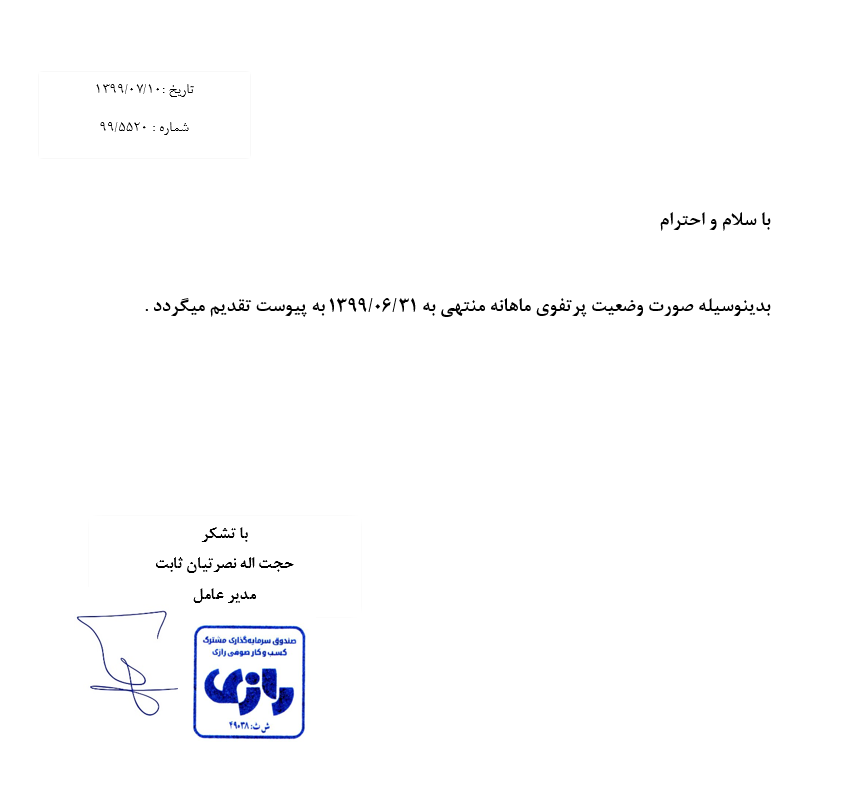 تاریخ :۱۳۹۹/۰۷/۱۰
شماره : ۹۹/۵۵۲۰
با سلام و احترام
بدینوسیله صورت وضعیت پرتفوی ماهانه منتهی به ۱۳۹۹/۰۶/۳۱ به پیوست تقدیم میگردد .
با تشکر
حجت اله نصرتیان ثابت
مدیر عامل
صندوق سرمایه‌گذاری مشترک
کسب و کار صوفی رازی
رازی
ش ث: ۴۹۰۳۸